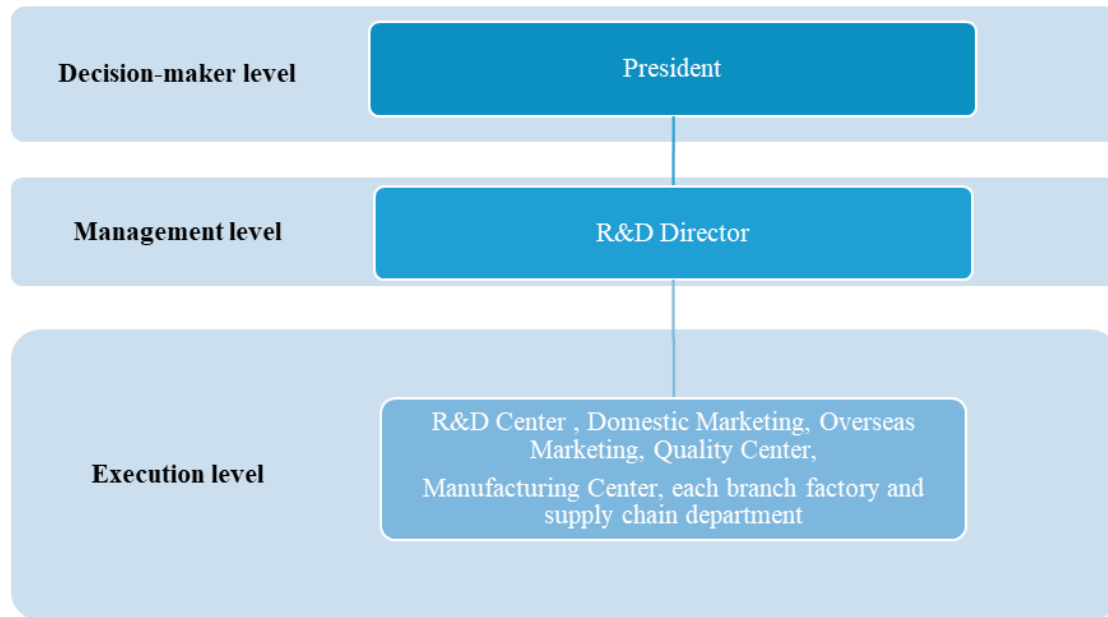 Decision-maker level
President
Management level
R&D Director
Execution level
R&D Center , Domestic Marketing, Overseas
Marketing, Quality Center,
Manufacturing Center, each branch factory and
supply chain department